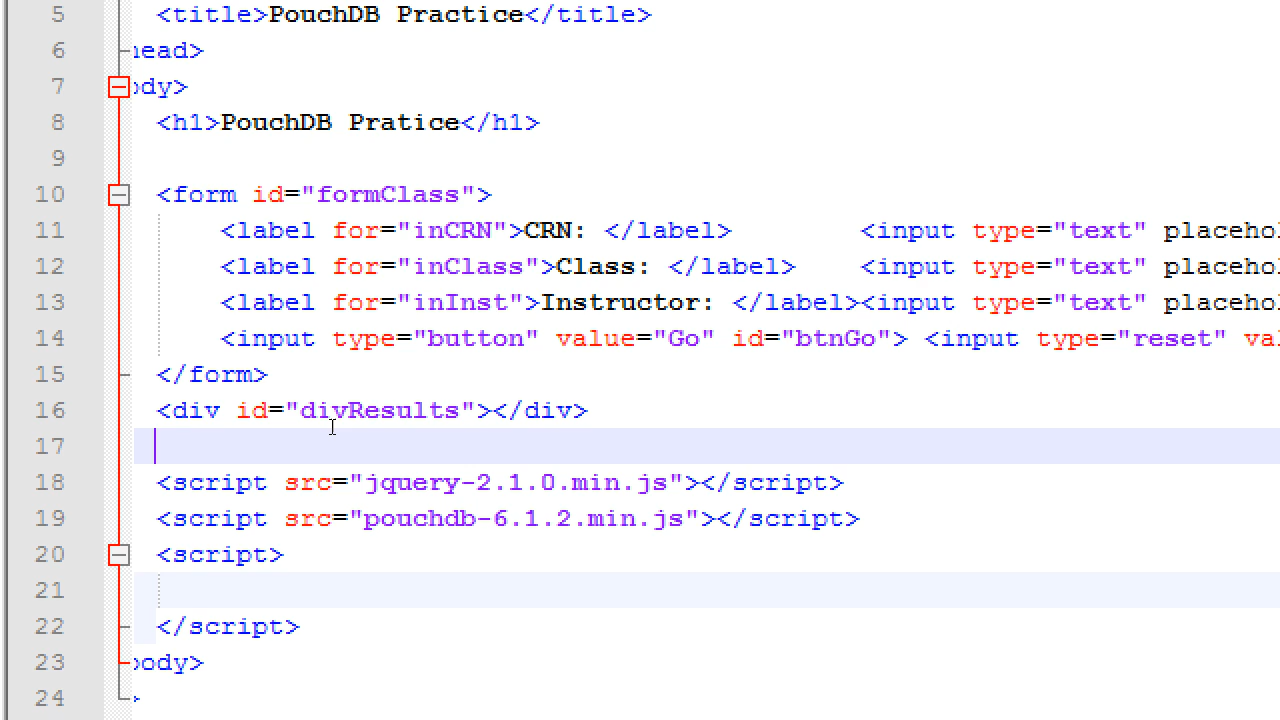 5 <title>PouchDB Practice</title>
6 head>
7 ody>
8 <h1>PouchDB Pratice</h1>
9
10 <form id="formClass">
11 <label for="inCRN">CRN: </label> <input type="text" placehol
12 <label for="inClass">Class: </label> <input type="text" placehol
13 <label for="inInst">Instructor: </label><input type="text" placehol
14 <input type="button" value="Go" id="btnGo"> <input type="reset" val
15 </form>
16 <div id="divResults"></div>
17
18 <script src="jquery-2.1.0.min.js"></script>
19 <script src="pouchdb-6.1.2.min.js"></script>
20 <script>
21
22 </script>
23 body>
24 >